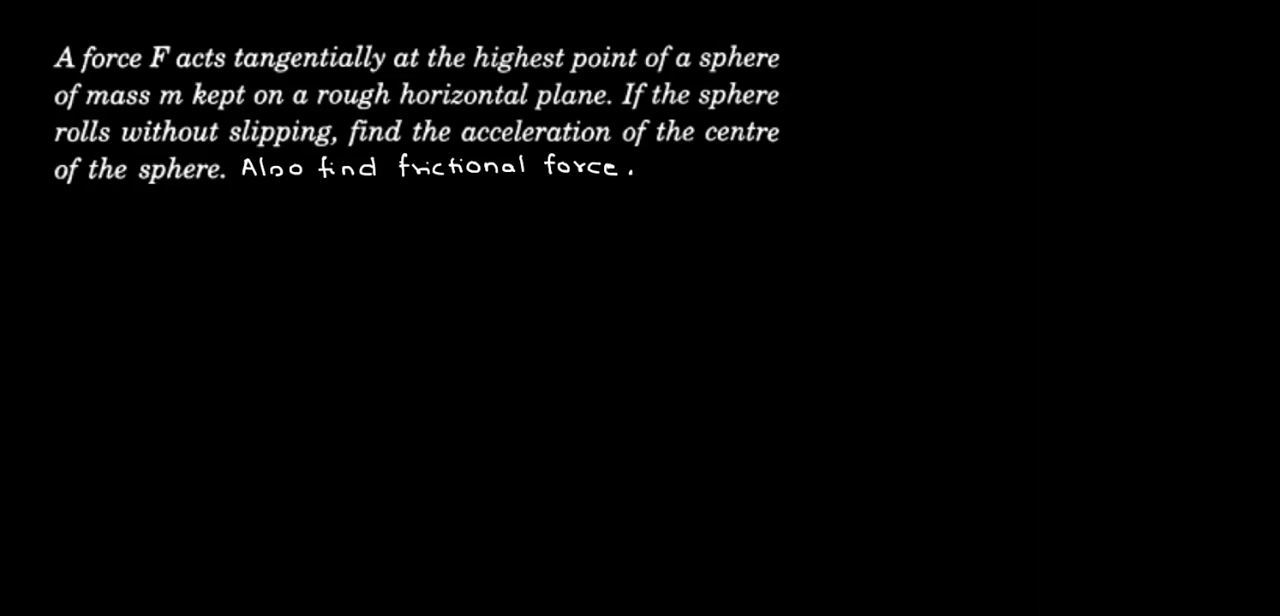 A force F acts tangentially at the highest point of a sphere
of mass m kept on a rough horizontal plane. If the sphere
rolls without slipping, find the acceleration of the centre
of the sphere. Also find frictional force.